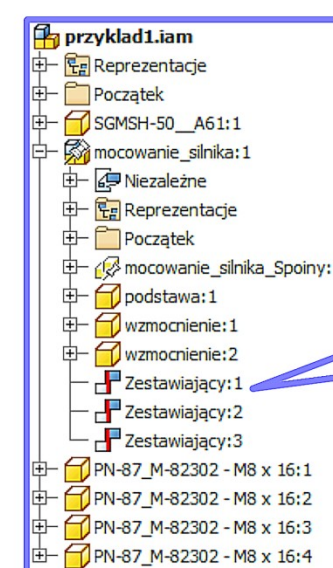 przyklad1.iam
Reprezentacje
Początek
SGMSH-50__A61:1
mocowanie_silnika:1
Niezależne
Reprezentacje
Początek
mocowanie_silnika_Spoiny:
podstawa:1
wzmocnienie:1
wzmocnienie:2
Zestawiający:1
Zestawiający:2
Zestawiający:3
PN-87_M-82302 - M8 x 16:1
PN-87_M-82302 - M8 x 16:2
PN-87_M-82302 - M8 x 16:3
PN-87_M-82302 - M8 x 16:4